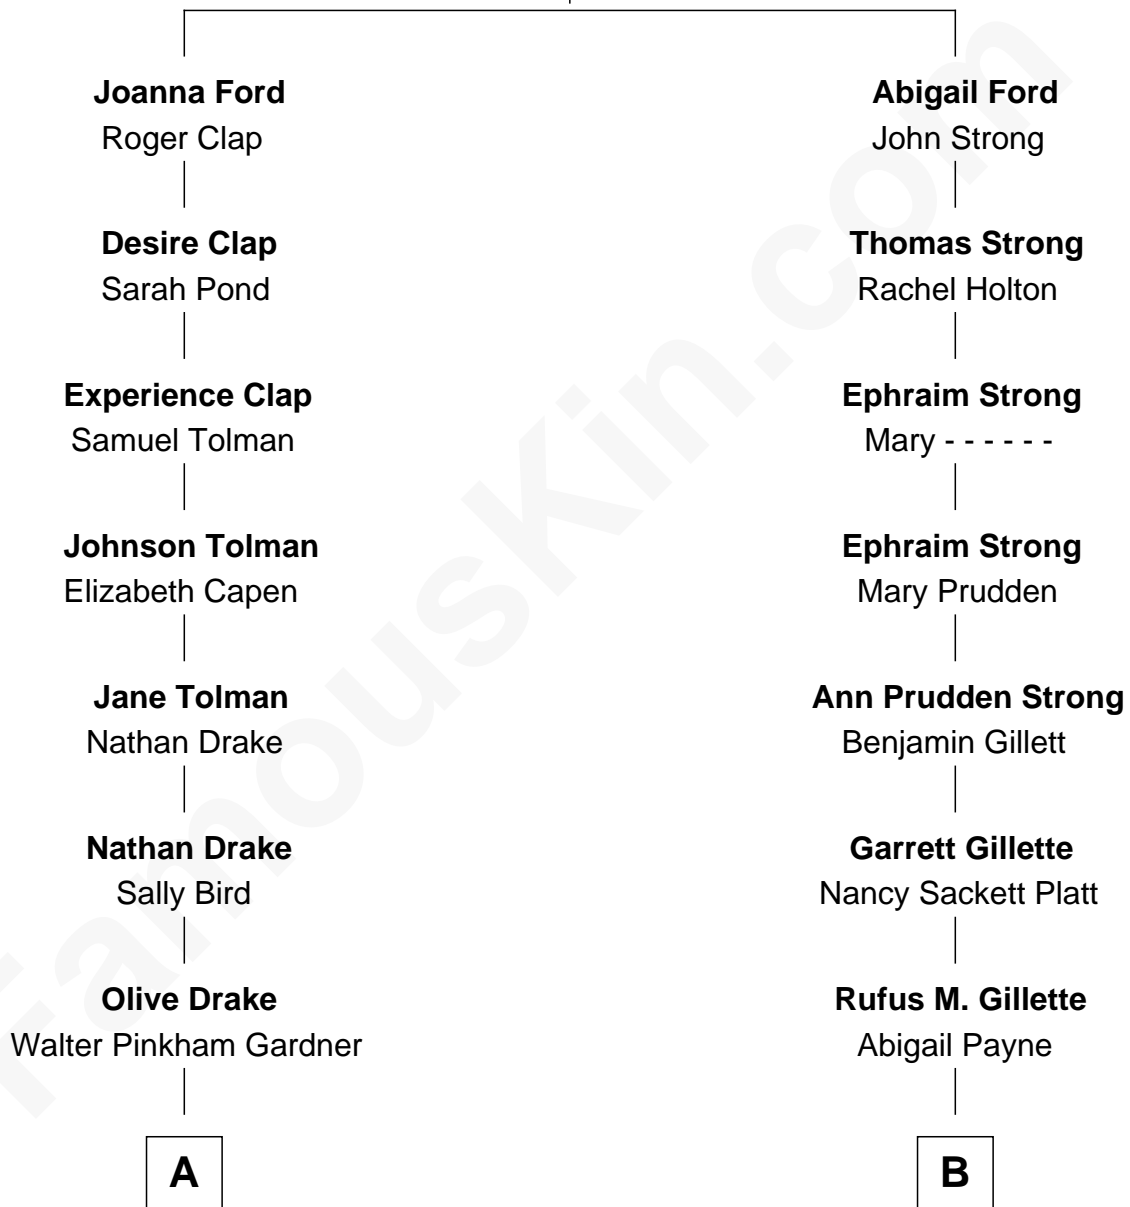 Joanna Ford
Roger Clap
Desire Clap
Sarah Pond
Experience Clap
Samuel Tolman
Johnson Tolman
Elizabeth Capen
Jane Tolman
Nathan Drake
Nathan Drake
Sally Bird
Olive Drake
Walter Pinkham Gardner
A
Abigail Ford
John Strong
Thomas Strong
Rachel Holton
Ephraim Strong
Mary - - - - - -
Ephraim Strong
Mary Prudden
Ann Prudden Strong
Benjamin Gillett
Garrett Gillette
Nancy Sackett Platt
Rufus M. Gillette
Abigail Payne
B
FamousKin.com